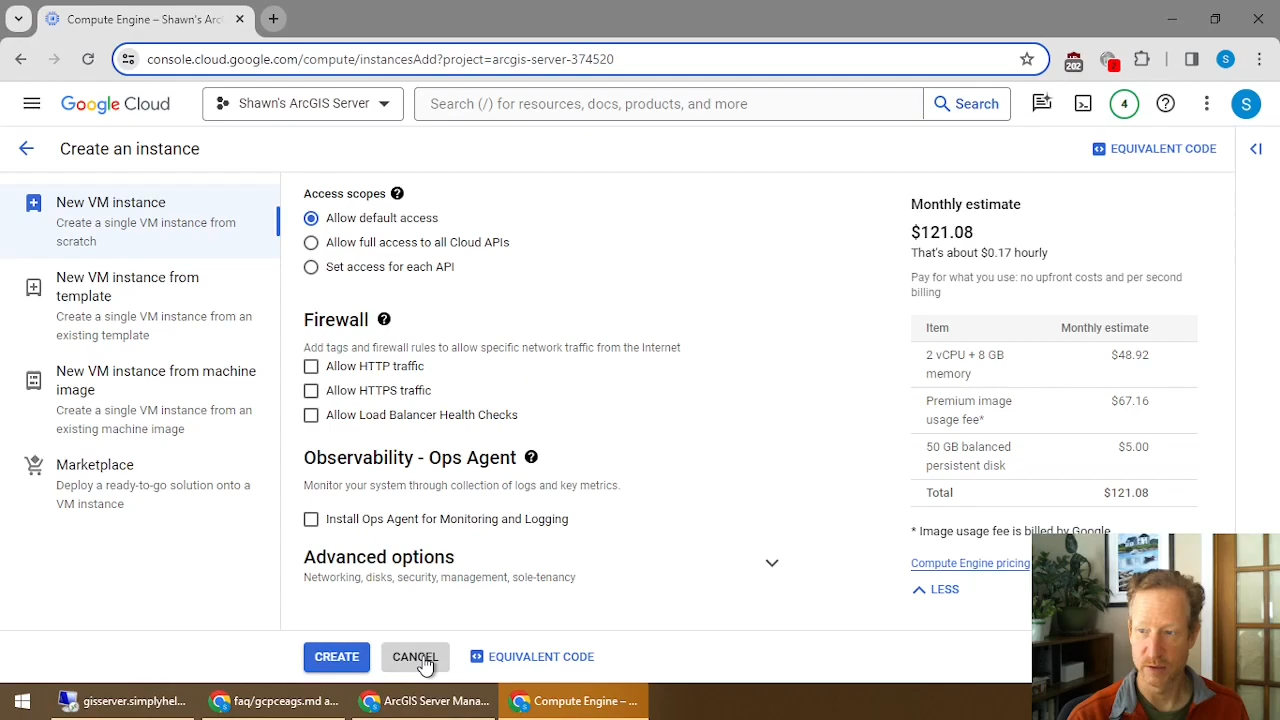 Compute Engine – Shawn's Arc
console.cloud.google.com/compute/instancesAdd?project=arcgis-server-374520
202
2
S
Google Cloud
Shawn's ArcGIS Server
Search (/) for resources, docs, products, and more
Search
4
S
Create an instance
EQUIVALENT CODE
New VM instance
Create a single VM instance from
scratch
New VM instance from
template
Create a single VM instance from an
existing template
New VM instance from machine
image
Create a single VM instance from an
existing machine image
Marketplace
Deploy a ready-to-go solution onto a
VM instance
Access scopes
Allow default access
Allow full access to all Cloud APIs
Set access for each API
Firewall
Add tags and firewall rules to allow specific network traffic from the Internet
Allow HTTP traffic
Allow HTTPS traffic
Allow Load Balancer Health Checks
Observability - Ops Agent
Monitor your system through collection of logs and key metrics.
Install Ops Agent for Monitoring and Logging
Advanced options
Networking, disks, security, management, sole-tenancy
CREATE
CANCEL
EQUIVALENT CODE
Monthly estimate
$121.08
That's about $0.17 hourly
Pay for what you use: no upfront costs and per second
billing
Item Monthly estimate
2 vCPU + 8 GB
memory
$48.92
Premium image
usage fee*
$67.16
50 GB balanced
persistent disk
$5.00
Total $121.08
* Image usage fee is billed by Google
Compute Engine pricing
LESS
gisserver.simplyhel...
faq/gcpceags.md a...
ArcGIS Server Mana...
Compute Engine – ...